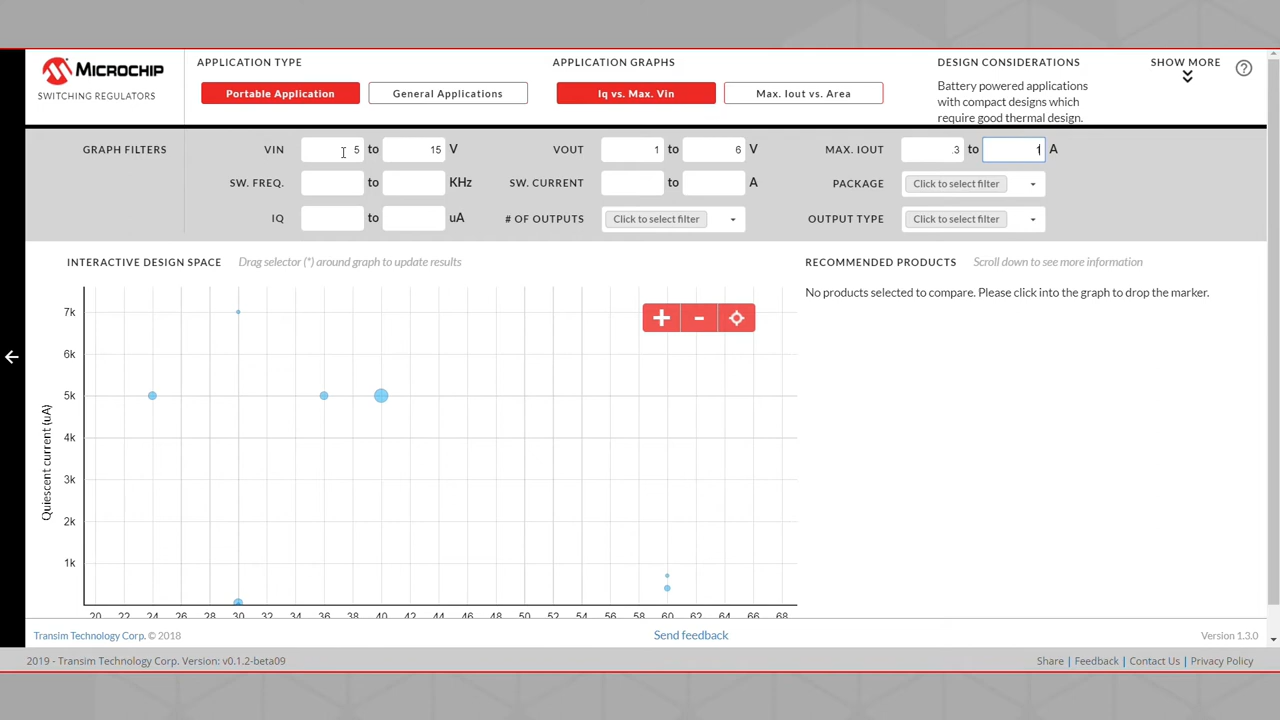 MICROCHIP
SWITCHING REGULATORS
APPLICATION TYPE
Portable Application
General Applications
APPLICATION GRAPHS
Iq vs. Max. Vin
Max. Iout vs. Area
DESIGN CONSIDERATIONS
Battery powered applications
with compact designs which
require good thermal design.
SHOW MORE
?
GRAPH FILTERS
VIN 5 to 15 V
VOUT 1 to 6 V
MAX. IOUT .3 to 1 A
SW. FREQ. to KHz
SW. CURRENT to A
PACKAGE Click to select filter
IQ to uA
# OF OUTPUTS Click to select filter
OUTPUT TYPE Click to select filter
INTERACTIVE DESIGN SPACE Drag selector (*) around graph to update results
RECOMMENDED PRODUCTS Scroll down to see more information
No products selected to compare. Please click into the graph to drop the marker.
Quiescent current (uA)
7k
6k
5k
4k
3k
2k
1k
20 22 24 26 28 30 32 34 36 38 40 42 44 46 48 50 52 54 56 58 60 62 64 66 68
Transim Technology Corp. © 2018
Send feedback
Version 1.3.0
2019 - Transim Technology Corp. Version: v0.1.2-beta09
Share | Feedback | Contact Us | Privacy Policy